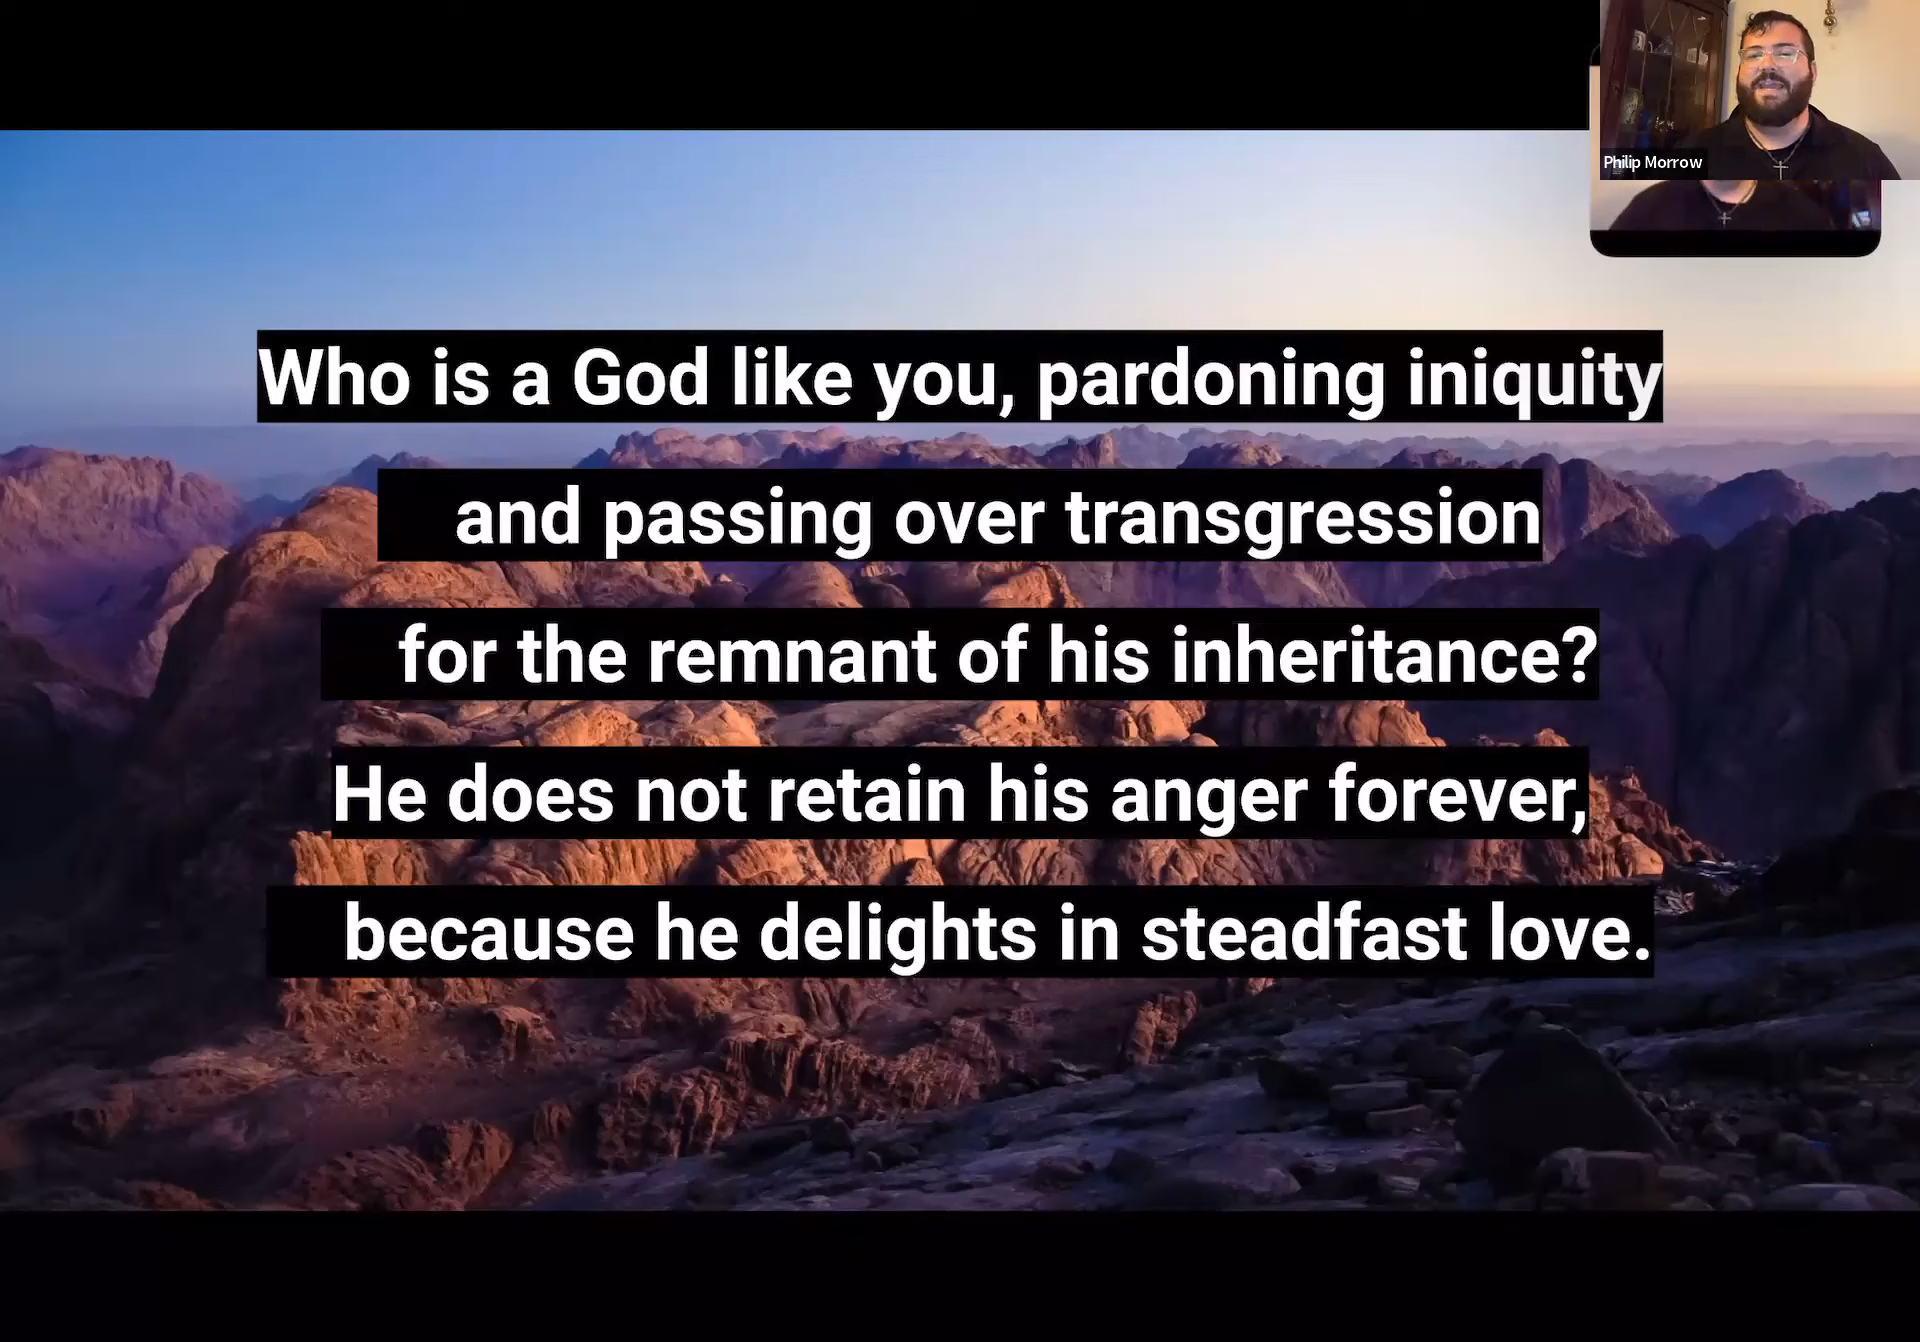 Philip Morrow
Who is a God like you, pardoning iniquity
and passing over transgression
for the remnant of his inheritance?
He does not retain his anger forever,
because he delights in steadfast love.